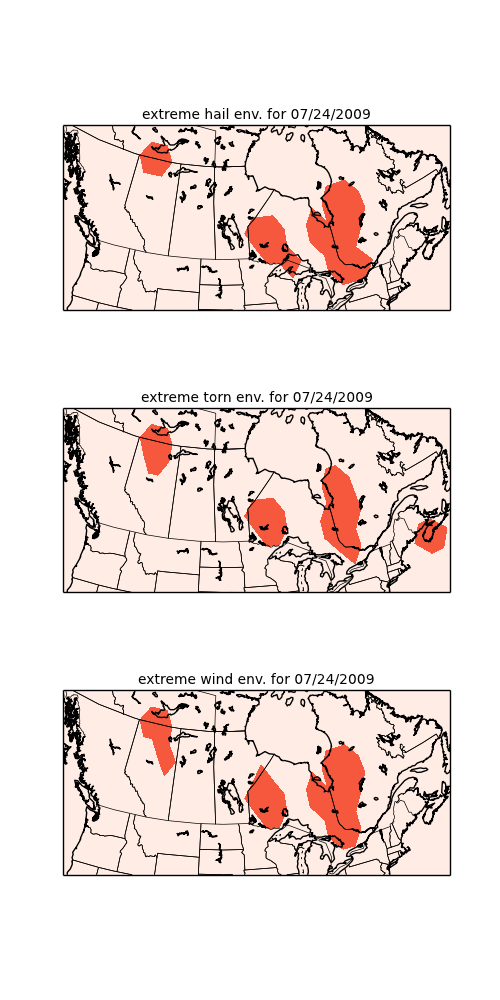 extreme hail env. for 07/24/2009
extreme torn env. for 07/24/2009
extreme wind env. for 07/24/2009